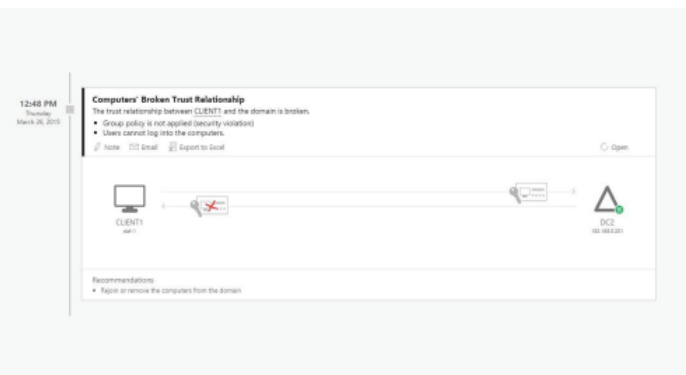 12:48 PM
Thursday
March 26, 2015
Computers' Broken Trust Relationship
The trust relationship between CLIENT1 and the domain is broken.
Group policy is not applied (security violation)
Users cannot log into the computers.
Note Email Export to Excel
Open
CLIENT1
DC2
Recommendations
Rejoin or remove the computers from the domain